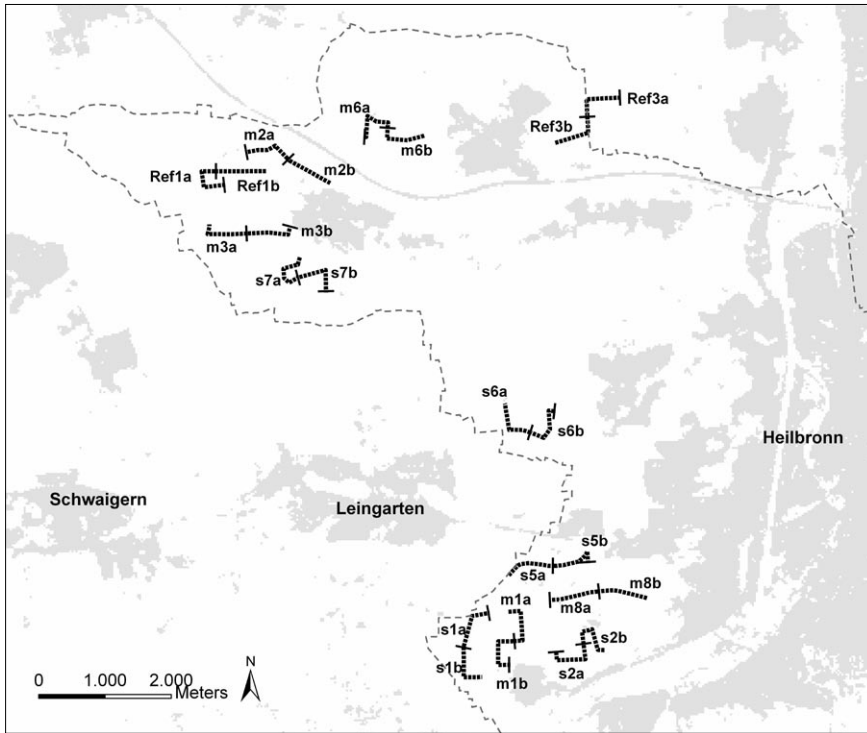 m6a
Ref3a
m2a
Ref3b
m6b
Ref1a
m2b
Ref1b
m3b
m3a
s7b
s7a
s6a
s6b
Heilbronn
Schwaigern
Leingarten
s5b
s5a
m8b
m1a
m8a
s1a
s2b
s1b
m1b
s2a
N
0 1.000 2.000
Meters